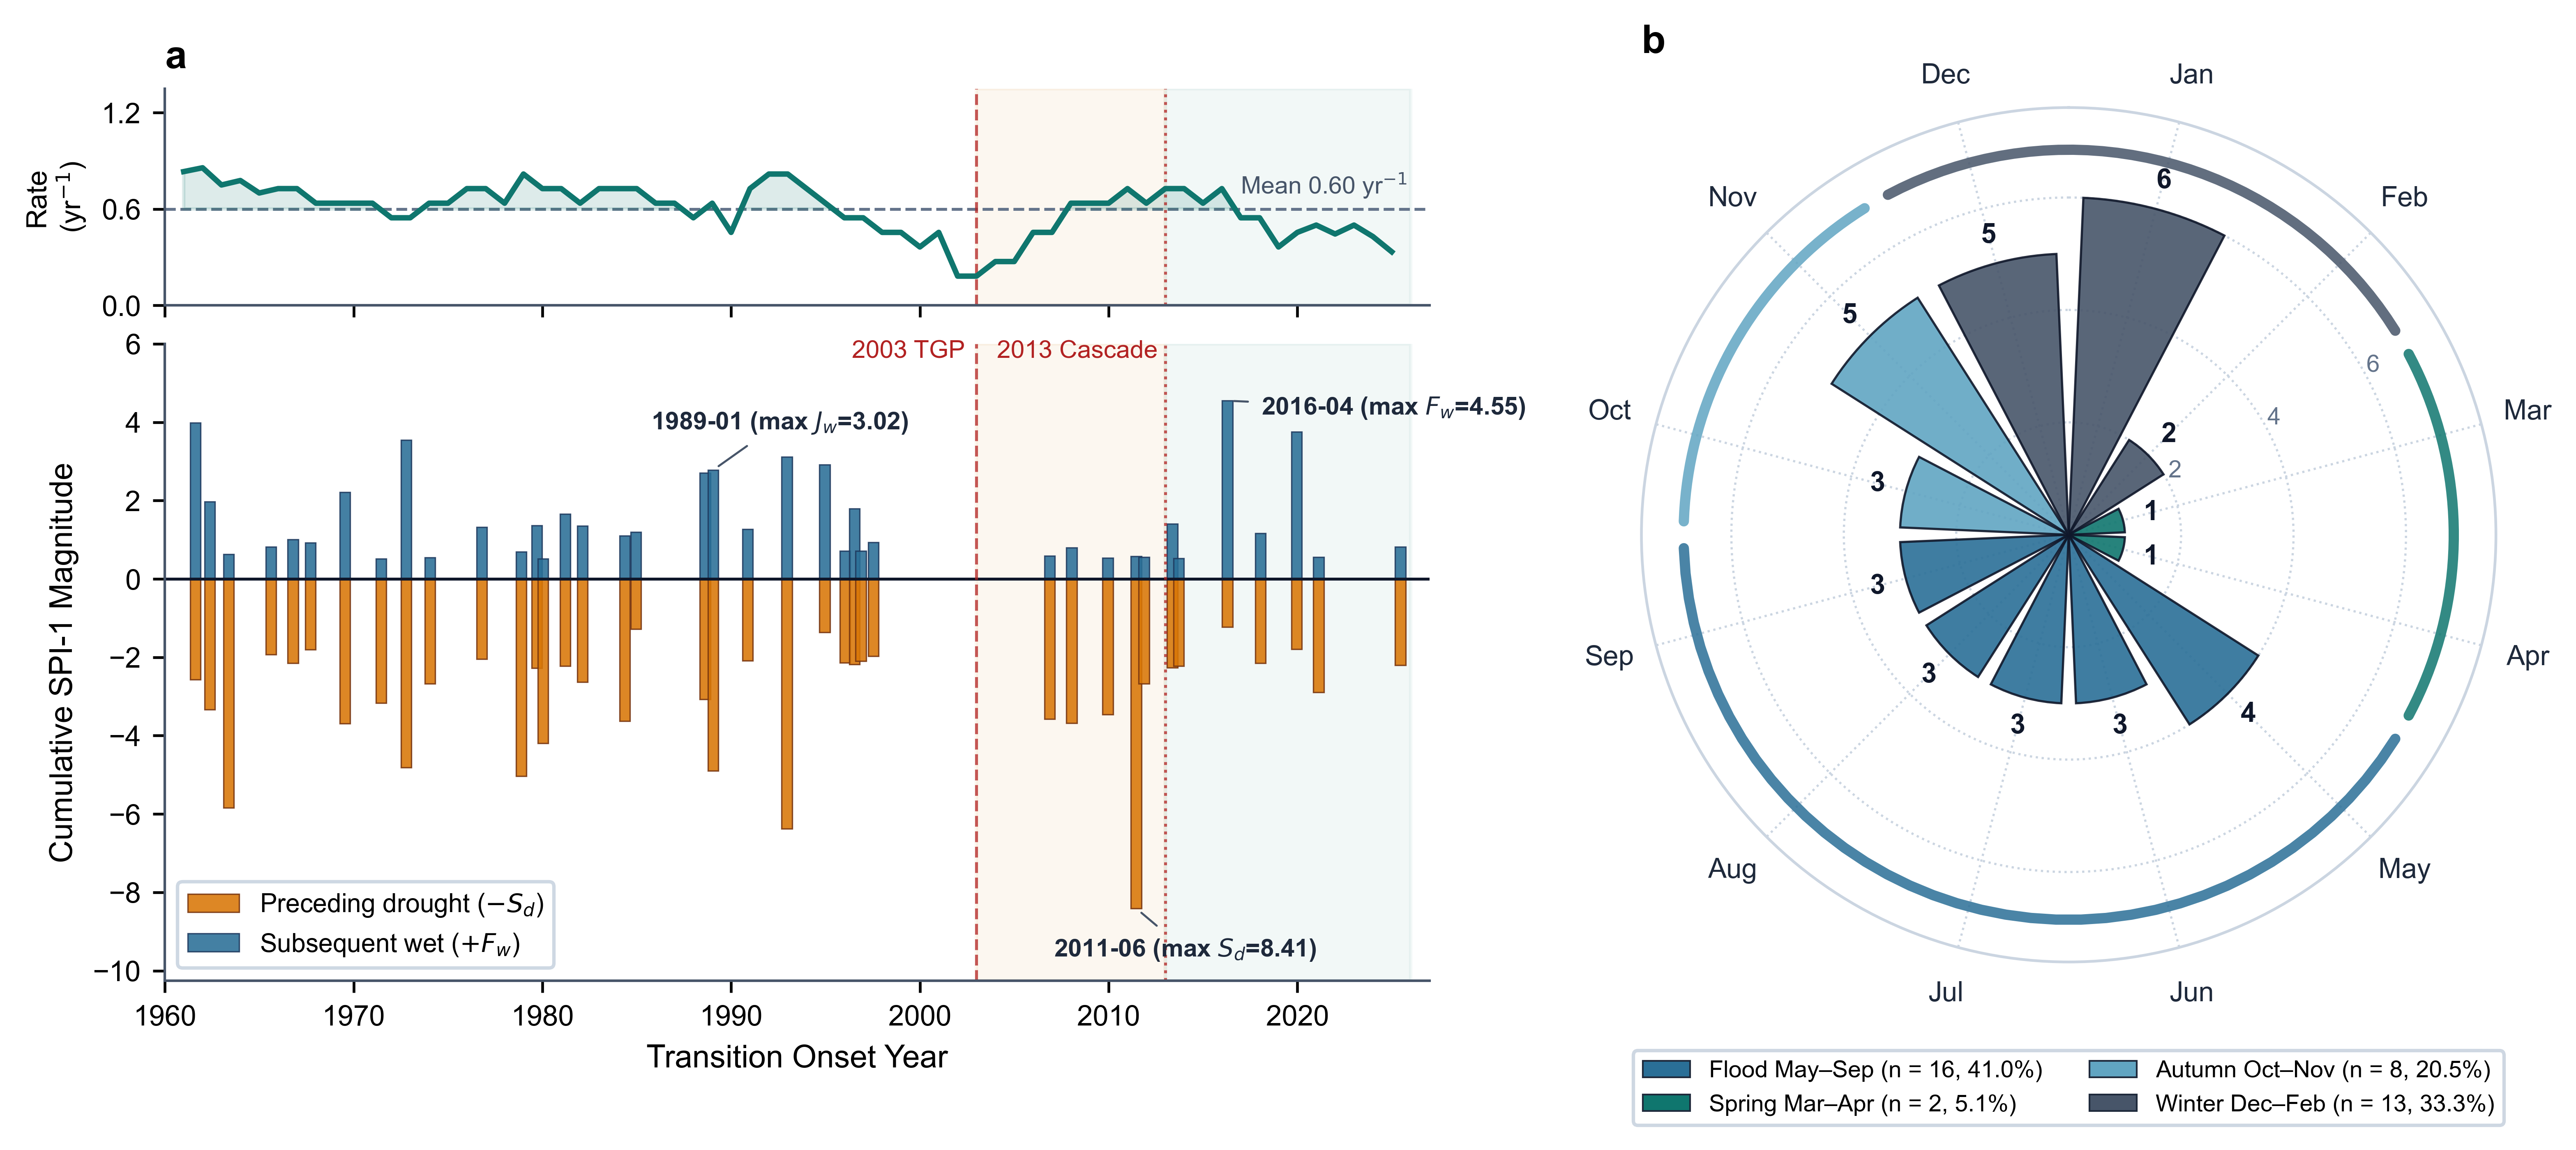 a
1.2
0.6
0.0
Rate
(yr⁻¹)
Mean 0.60 yr⁻¹
6
4
2
0
−2
−4
−6
−8
−10
Cumulative SPI-1 Magnitude
2003 TGP
2013 Cascade
1989-01 (max J_w=3.02)
2016-04 (max F_w=4.55)
2011-06 (max S_d=8.41)
Preceding drought (−S_d)
Subsequent wet (+F_w)
1960
1970
1980
1990
2000
2010
2020
Transition Onset Year
b
Dec
Jan
Nov
Feb
Oct
Mar
Sep
Apr
Aug
May
Jul
Jun
6
5
5
2
1
1
3
3
3
3
3
4
2
4
6
Flood May–Sep (n = 16, 41.0%)
Spring Mar–Apr (n = 2, 5.1%)
Autumn Oct–Nov (n = 8, 20.5%)
Winter Dec–Feb (n = 13, 33.3%)